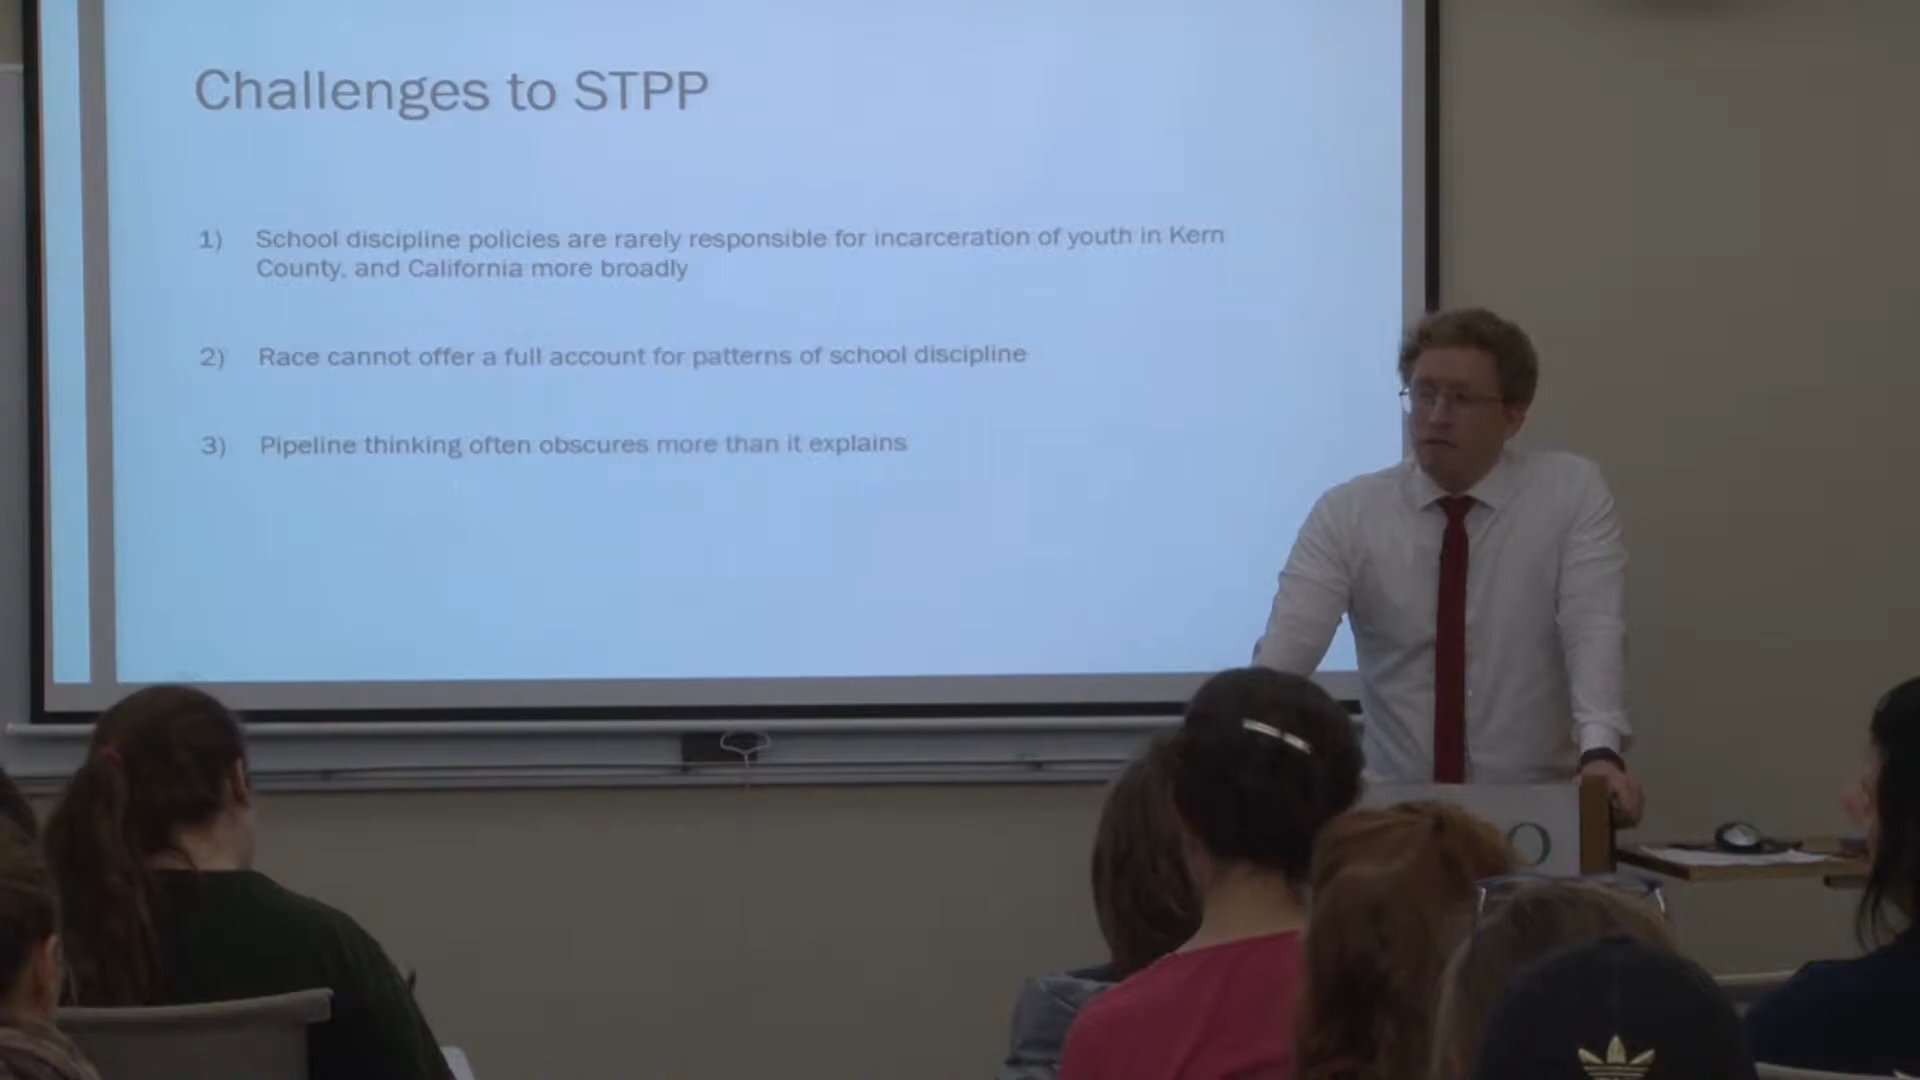 Challenges to STPP
1) School discipline policies are rarely responsible for incarceration of youth in Kern
County, and California more broadly
2) Race cannot offer a full account for patterns of school discipline
3) Pipeline thinking often obscures more than it explains
O